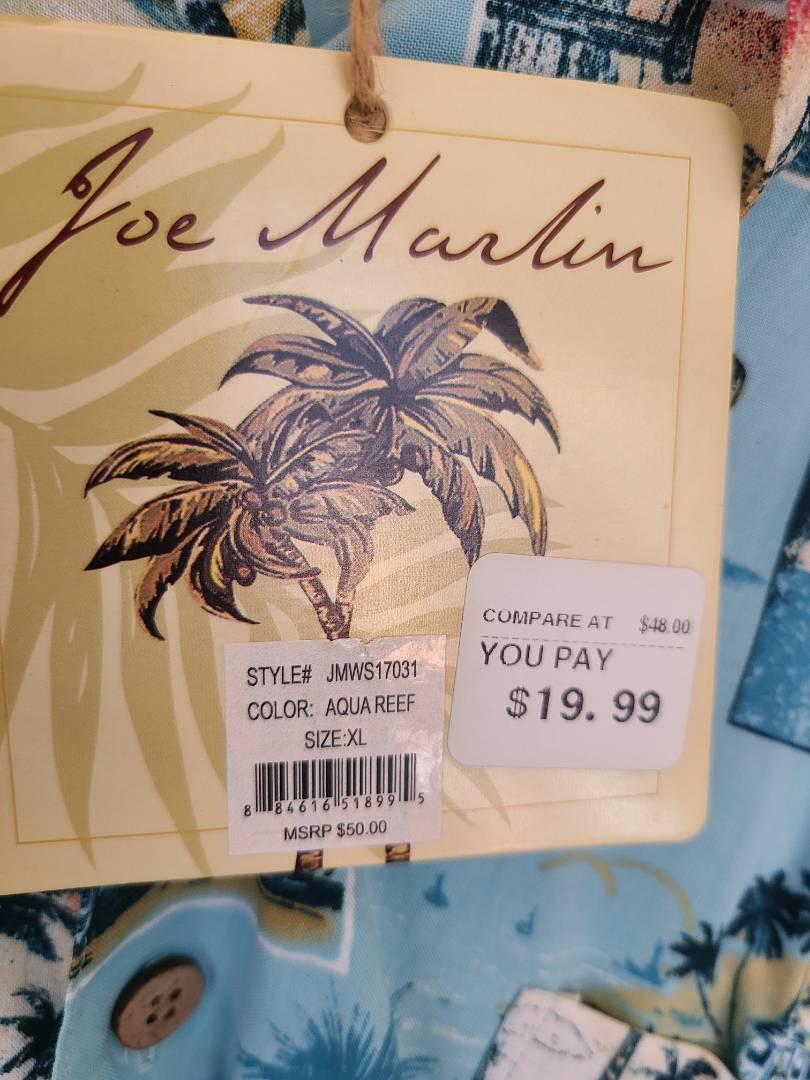 Joe Marlin
COMPARE AT $48.00
YOU PAY
$19.99
STYLE# JMWS17031
COLOR: AQUA REEF
SIZE:XL
8 84616 51899 5
MSRP $50.00